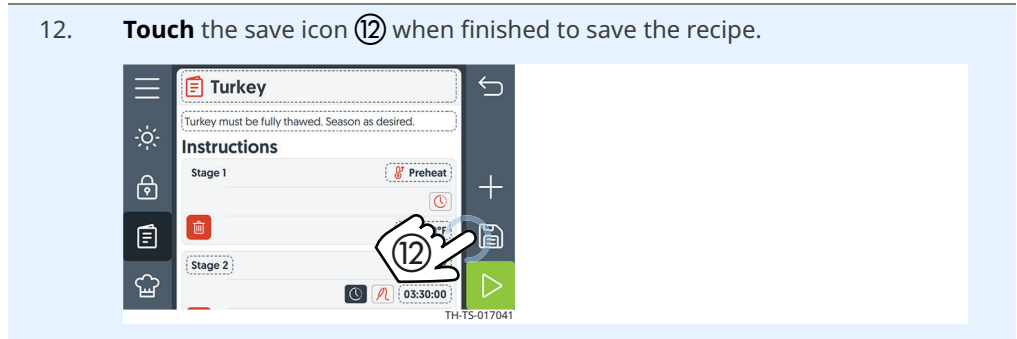 12. Touch the save icon ⑫ when finished to save the recipe.
Turkey
Turkey must be fully thawed. Season as desired.
Instructions
Stage 1
Preheat
°F
⑫
Stage 2
03:30:00
TH-TS-017041